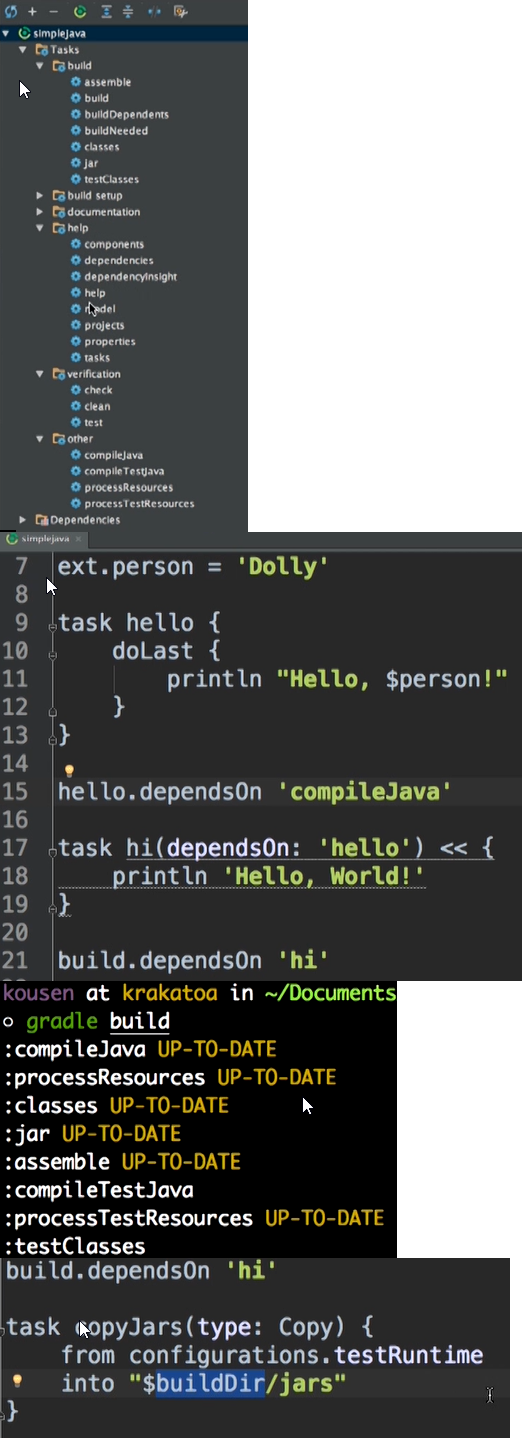 simpleJava
Tasks
build
assemble
build
buildDependents
buildNeeded
classes
jar
testClasses
build setup
documentation
help
components
dependencies
dependencyInsight
help
model
projects
properties
tasks
verification
check
clean
test
other
compileJava
compileTestJava
processResources
processTestResources
Dependencies
simplejava ×
7 ext.person = 'Dolly'
8
9 task hello {
10 doLast {
11 println "Hello, $person!"
12 }
13 }
14
15 hello.dependsOn 'compileJava'
16
17 task hi(dependsOn: 'hello') << {
18 println 'Hello, World!'
19 }
20
21 build.dependsOn 'hi'
kousen at krakatoa in ~/Documents
○ gradle build
:compileJava UP-TO-DATE
:processResources UP-TO-DATE
:classes UP-TO-DATE
:jar UP-TO-DATE
:assemble UP-TO-DATE
:compileTestJava
:processTestResources UP-TO-DATE
:testClasses
build.dependsOn 'hi'
task copyJars(type: Copy) {
from configurations.testRuntime
into "$buildDir/jars"
}